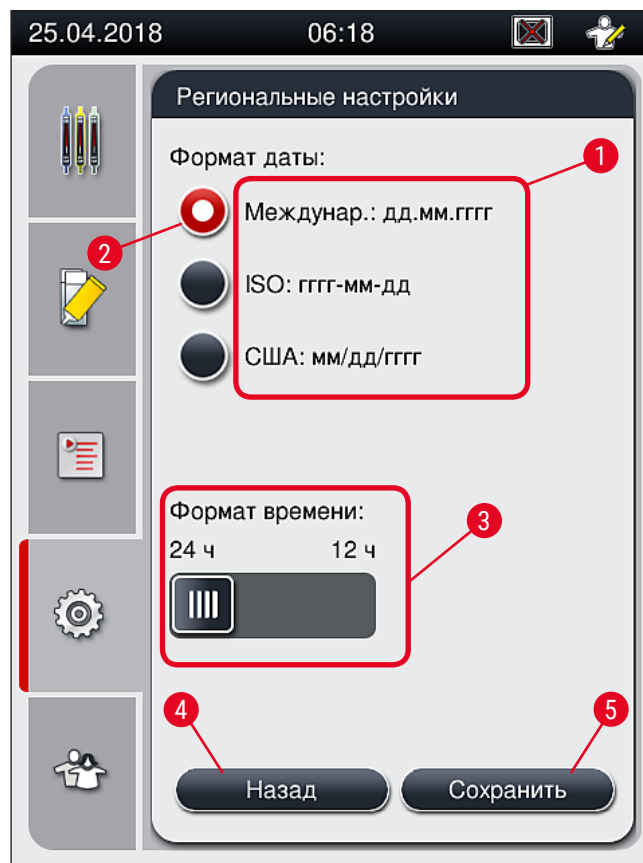 25.04.2018 06:18
Региональные настройки
Формат даты:
1
Междунар.: дд.мм.гггг
2
ISO: гггг-мм-дд
США: мм/дд/гггг
Формат времени:
3
24 ч 12 ч
4 5
Назад Сохранить